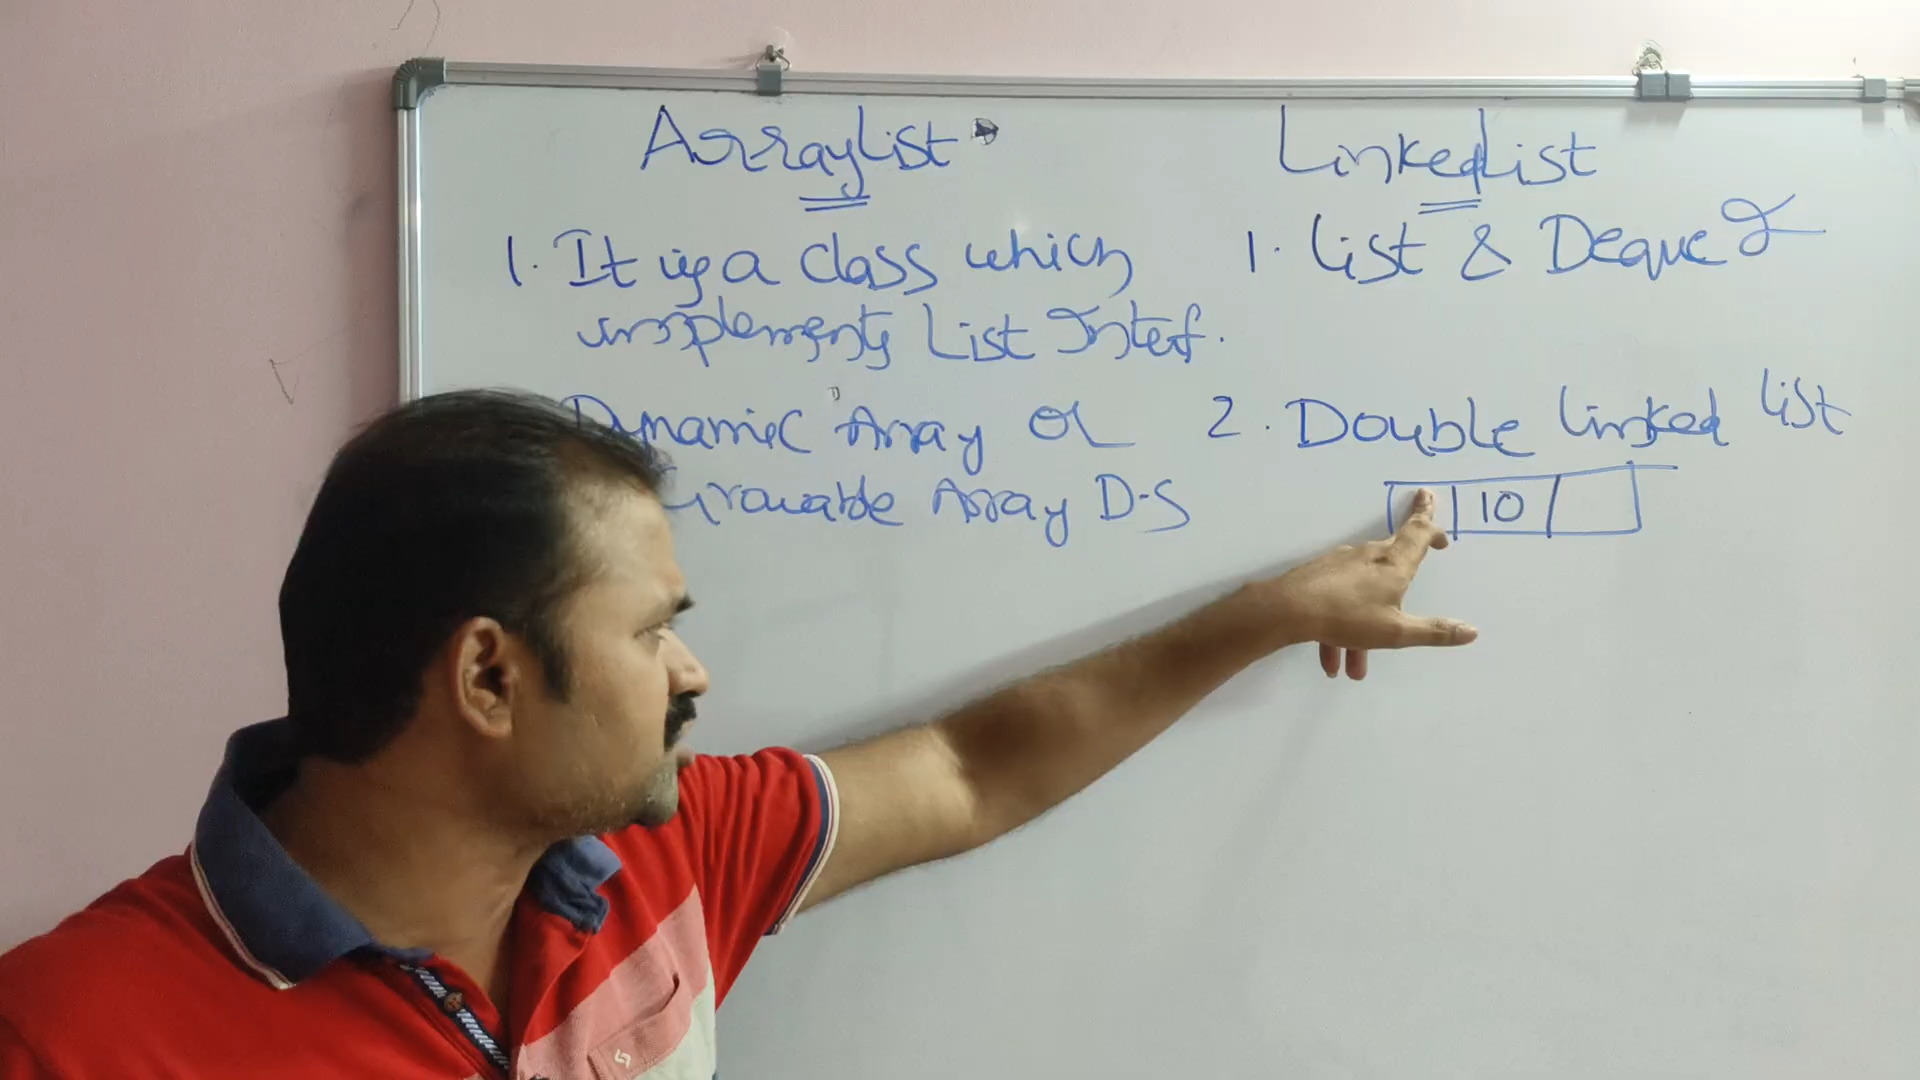 ArrayList
LinkedList
1. It is a class which
implements List Interf.
1. List & Deque I
Dynamic Array or
Growable Array D-S
2. Double linked list
10